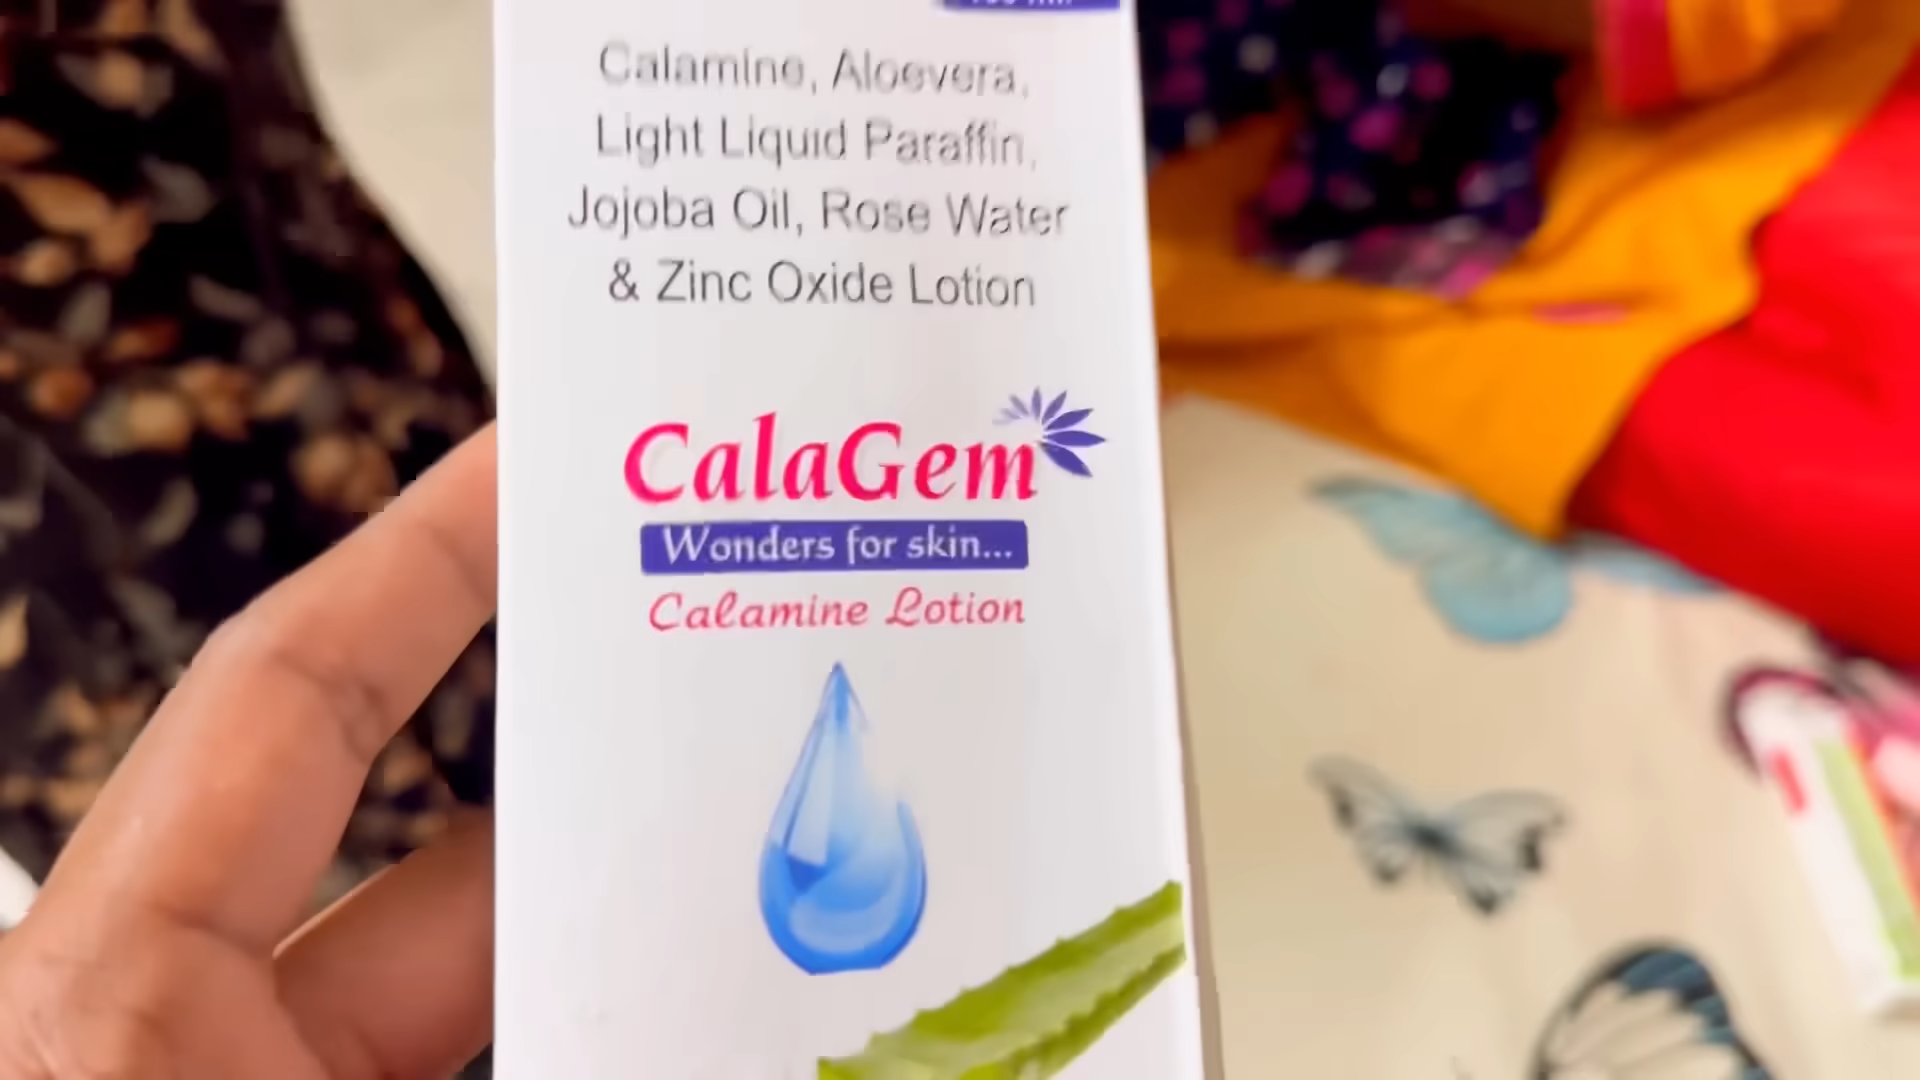 Calamine, Aloevera,
Light Liquid Paraffin,
Jojoba Oil, Rose Water
& Zinc Oxide Lotion
CalaGem
Wonders for skin...
Calamine Lotion